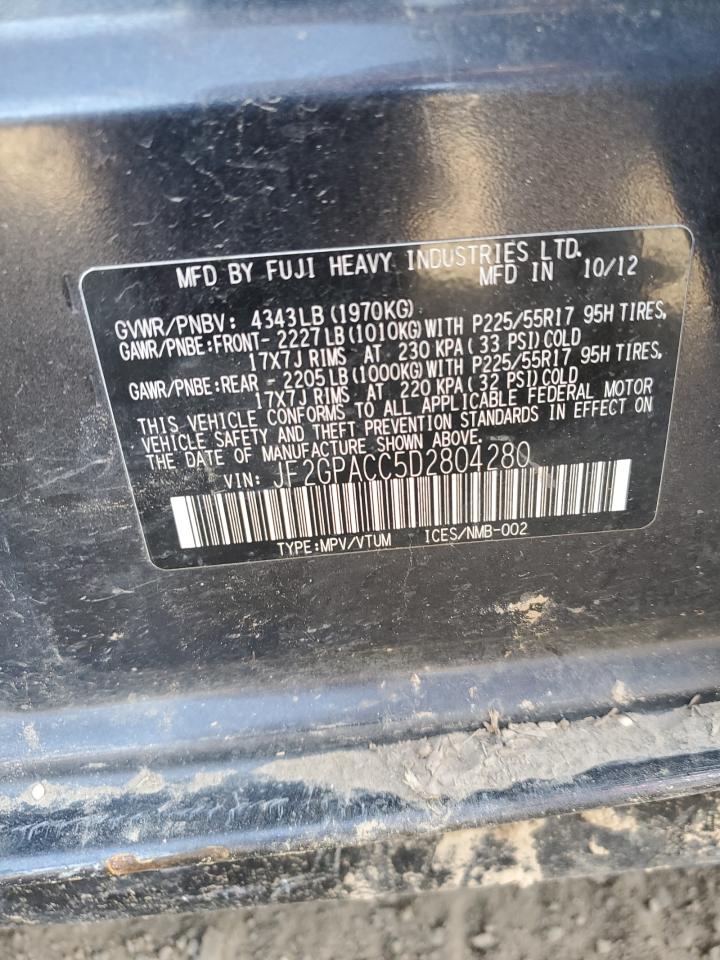 MFD BY FUJI HEAVY INDUSTRIES LTD.
MFD IN 10/12
GVWR/PNBV: 4343LB (1970KG)
GAWR/PNBE:FRONT- 2227LB (1010KG) WITH P225/55R17 95H TIRES,
17X7J RIMS AT 230 KPA (33 PSI) COLD
GAWR/PNBE:REAR - 2205LB (1000KG) WITH P225/55R17 95H TIRES,
17X7J RIMS AT 220 KPA (32 PSI) COLD
THIS VEHICLE CONFORMS TO ALL APPLICABLE FEDERAL MOTOR
VEHICLE SAFETY AND THEFT PREVENTION STANDARDS IN EFFECT ON
THE DATE OF MANUFACTURE SHOWN ABOVE.
VIN: JF2GPACC5D2804280
TYPE:MPV/VTUM ICES/NMB-002